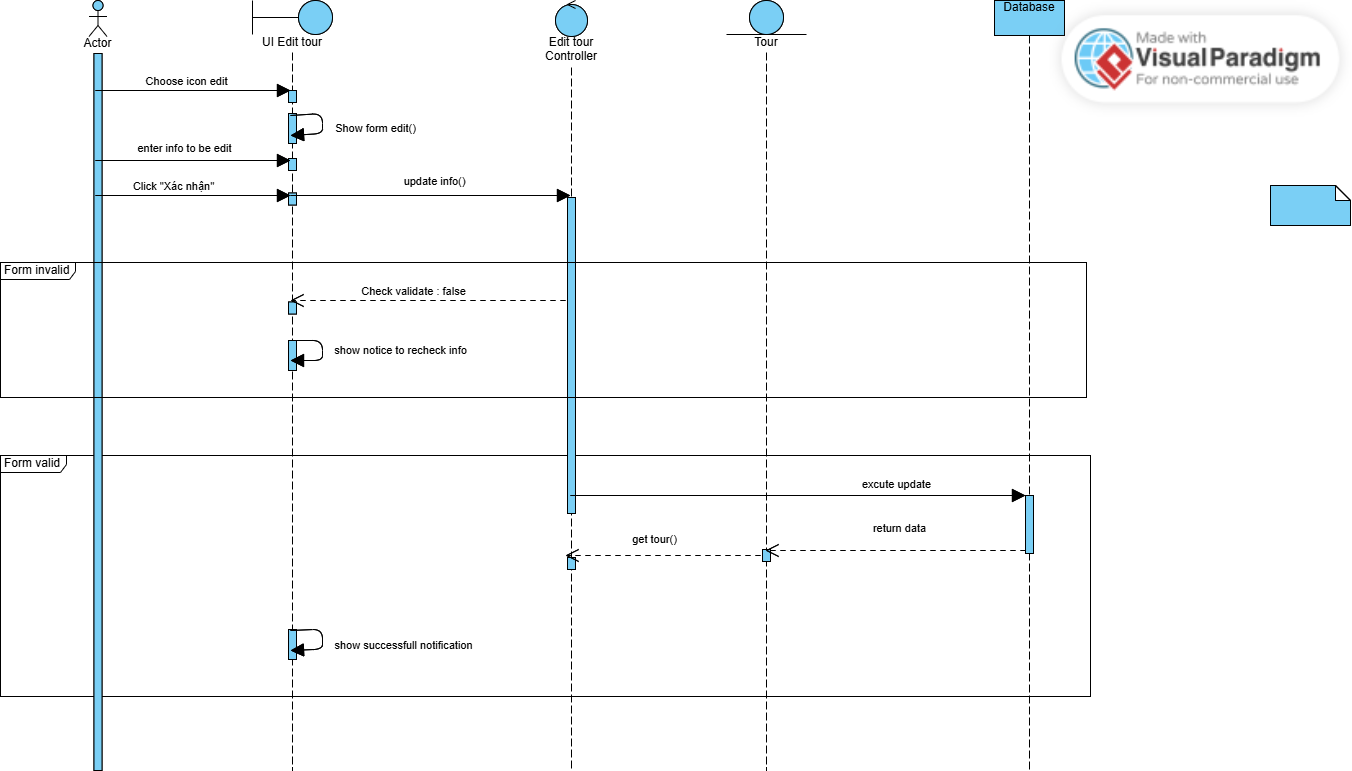 Actor
UI Edit tour
Edit tour
Controller
Tour
Database
Made with
Visual Paradigm
For non-commercial use
Choose icon edit
Show form edit()
enter info to be edit
Click "Xác nhận"
update info()
Form invalid
Check validate : false
show notice to recheck info
Form valid
excute update
return data
get tour()
show successfull notification